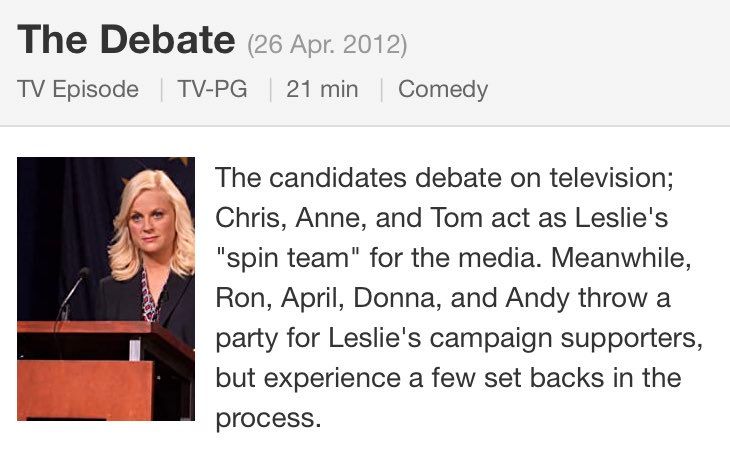 The Debate (26 Apr. 2012)
TV Episode | TV-PG | 21 min | Comedy
The candidates debate on television;
Chris, Anne, and Tom act as Leslie's
"spin team" for the media. Meanwhile,
Ron, April, Donna, and Andy throw a
party for Leslie's campaign supporters,
but experience a few set backs in the
process.